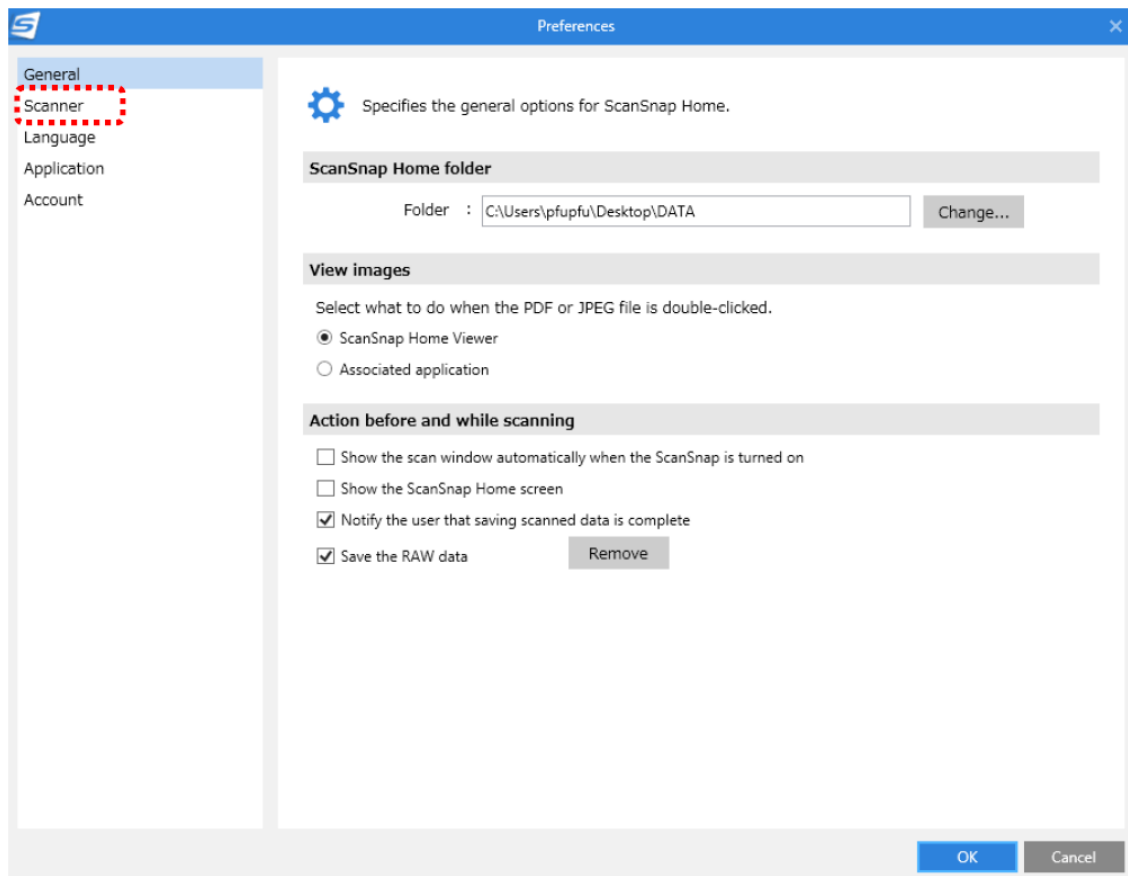 Preferences
General
Scanner
Language
Application
Account
Specifies the general options for ScanSnap Home.
ScanSnap Home folder
Folder : C:\Users\pfupfu\Desktop\DATA Change...
View images
Select what to do when the PDF or JPEG file is double-clicked.
ScanSnap Home Viewer
Associated application
Action before and while scanning
Show the scan window automatically when the ScanSnap is turned on
Show the ScanSnap Home screen
Notify the user that saving scanned data is complete
Save the RAW data Remove
OK Cancel